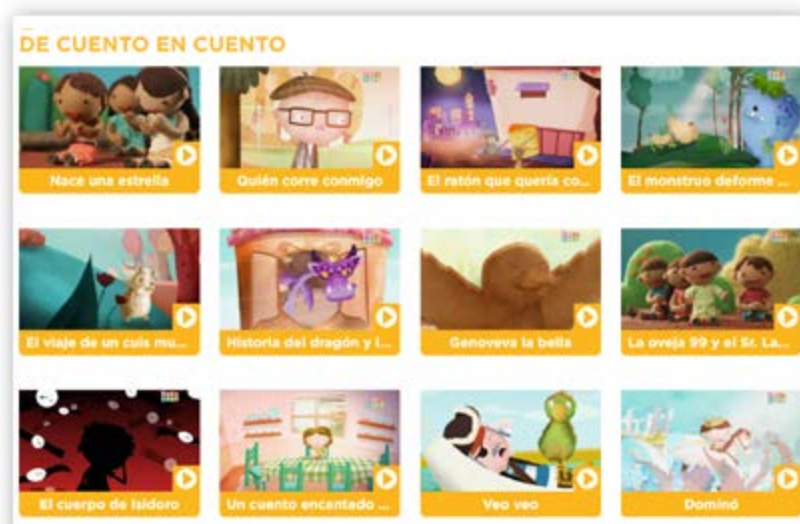 DE CUENTO EN CUENTO
Nace una estrella
Quién corre conmigo
El ratón que quería co...
El monstruo deforme ...
El viaje de un cuis mu...
Historia del dragón y l...
Genoveva la bella
La oveja 99 y el Sr. La...
El cuerpo de Isidoro
Un cuento encantado ...
Veo veo
Dominó